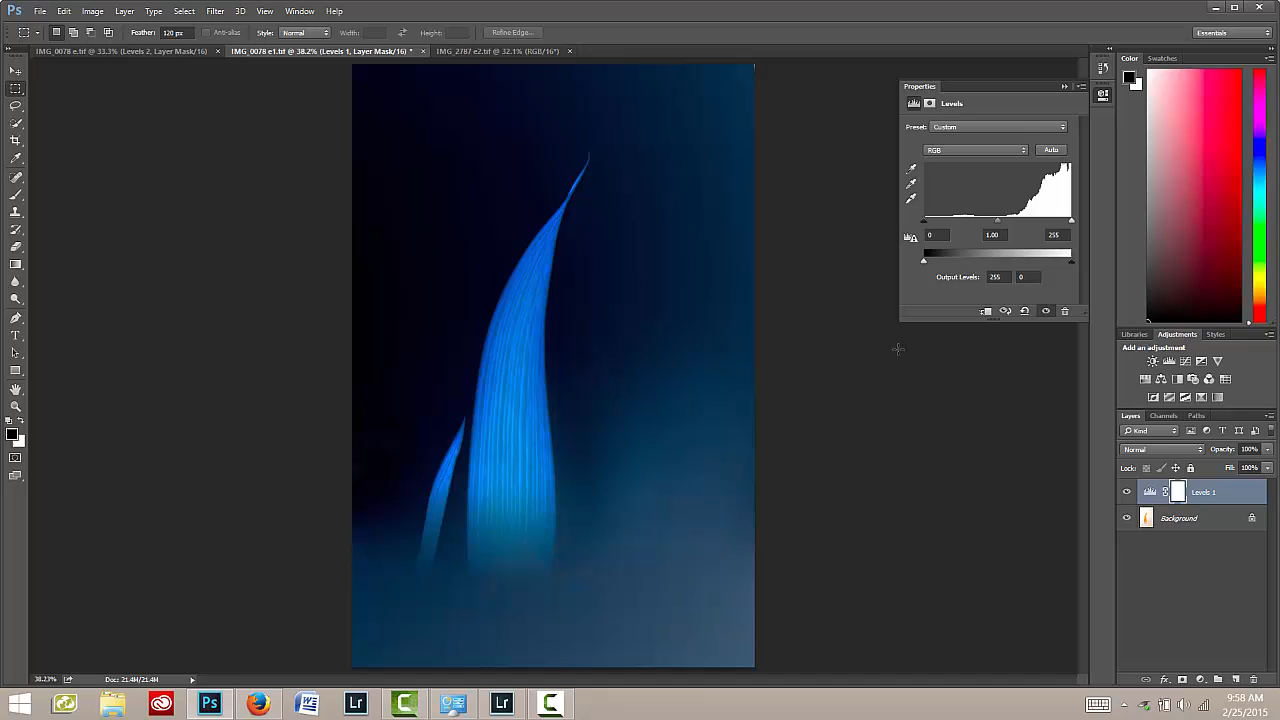 Ps File Edit Image Layer Type Select Filter 3D View Window Help
Feather: 120 px Anti-alias Style: Normal Width: Height: Refine Edge... Essentials
IMG_0078 e.tif @ 33.3% (Levels 2, Layer Mask/16) × IMG_0078 e1.tif @ 38.2% (Levels 1, Layer Mask/16) * × IMG_2787 e2.tif @ 32.1% (RGB/16*) ×
Color Swatches
Properties
Levels
Preset: Custom
RGB Auto
0 1.00 255
Output Levels: 255 0
Libraries Adjustments Styles
Add an adjustment
Layers Channels Paths
Kind
Normal Opacity: 100%
Lock: Fill: 100%
Levels 1
Background
38.23% Doc: 21.4M/21.4M
Ps Lr Lr
9:58 AM
2/25/2015